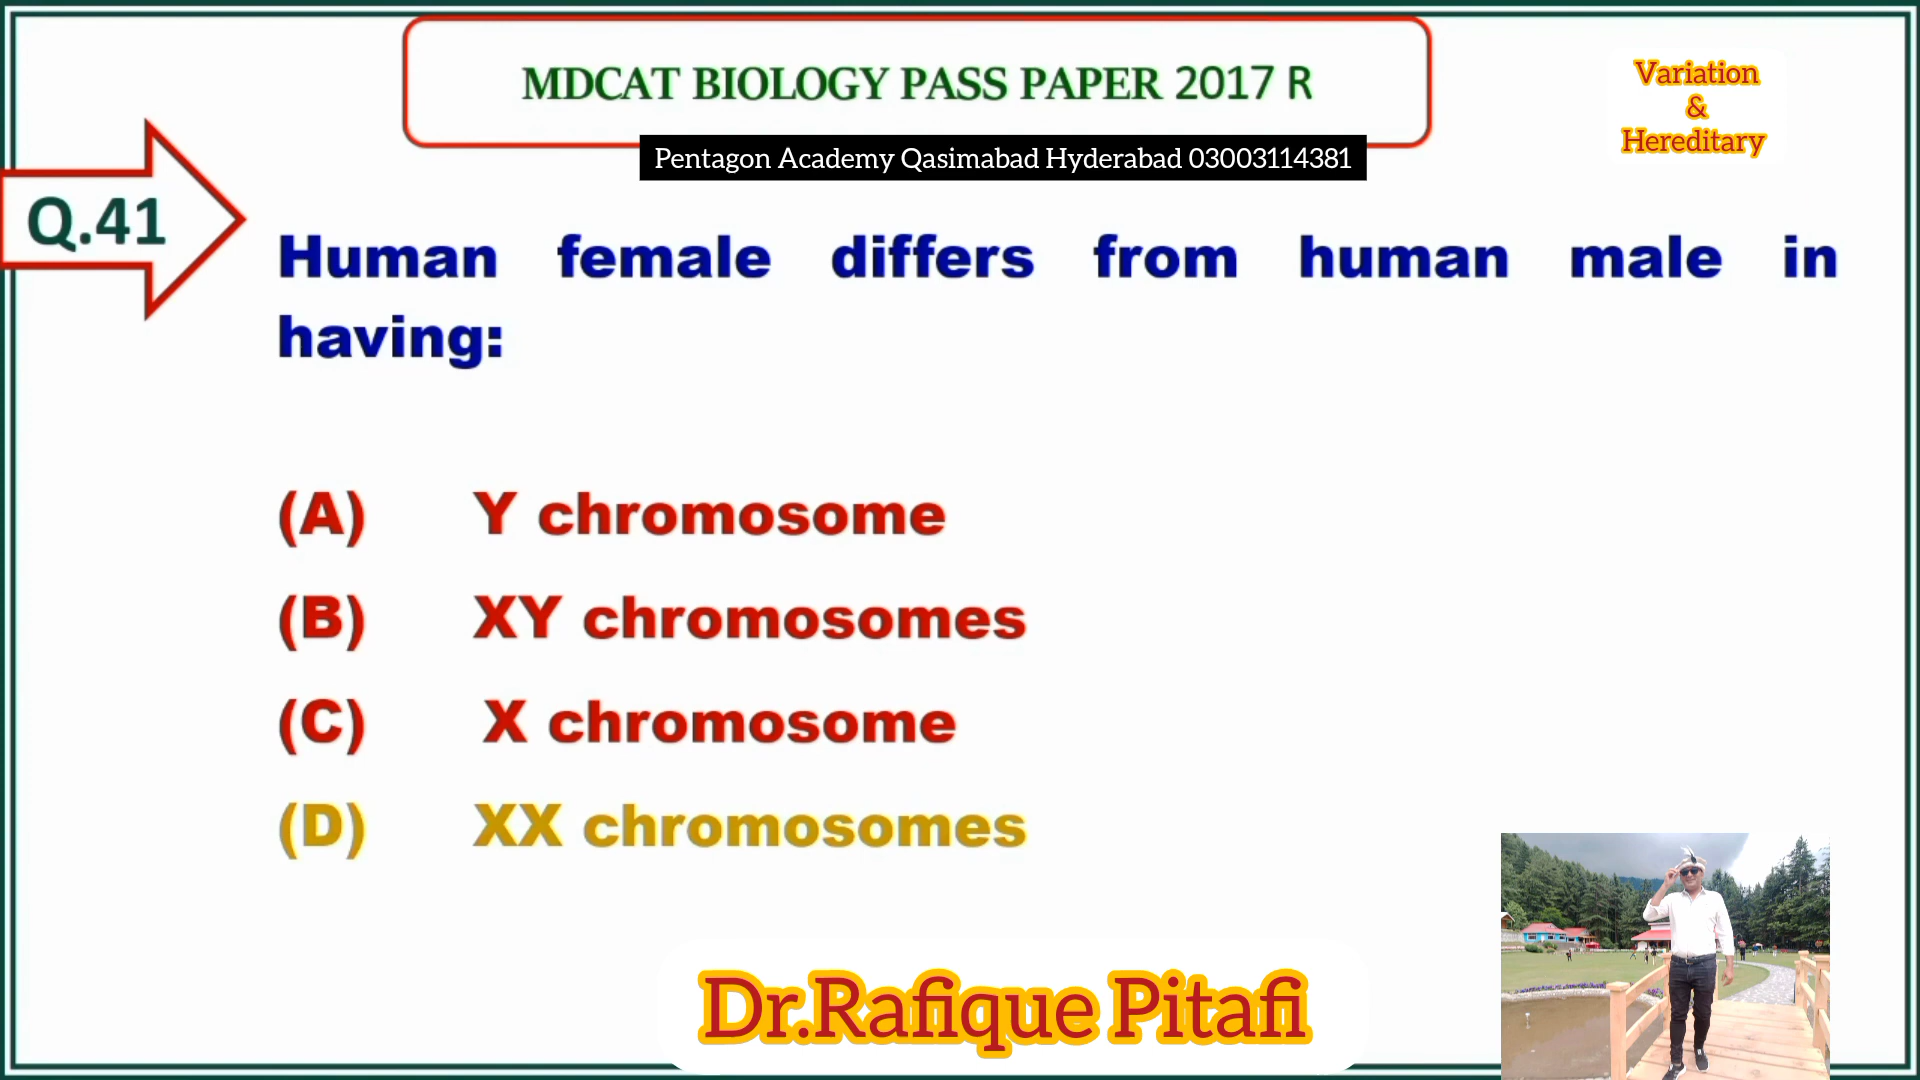 MDCAT BIOLOGY PASS PAPER 2017 R
Variation
&
Hereditary
Pentagon Academy Qasimabad Hyderabad 03003114381
Q.41
Human female differs from human male in
having:
(A) Y chromosome
(B) XY chromosomes
(C) X chromosome
(D) XX chromosomes
Dr.Rafique Pitafi